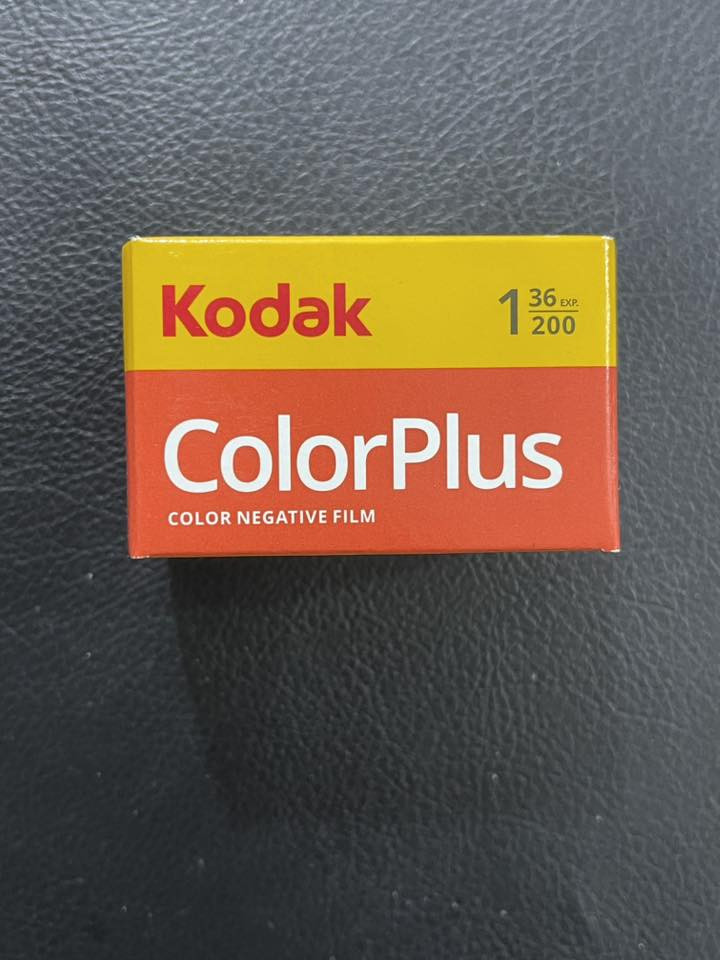 Kodak
1 36 EXP.
200
ColorPlus
COLOR NEGATIVE FILM